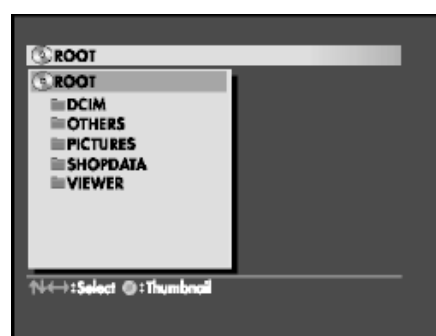 ROOT
ROOT
DCIM
OTHERS
PICTURES
SHOPDATA
VIEWER
↑↓←→:Select ●:Thumbnail